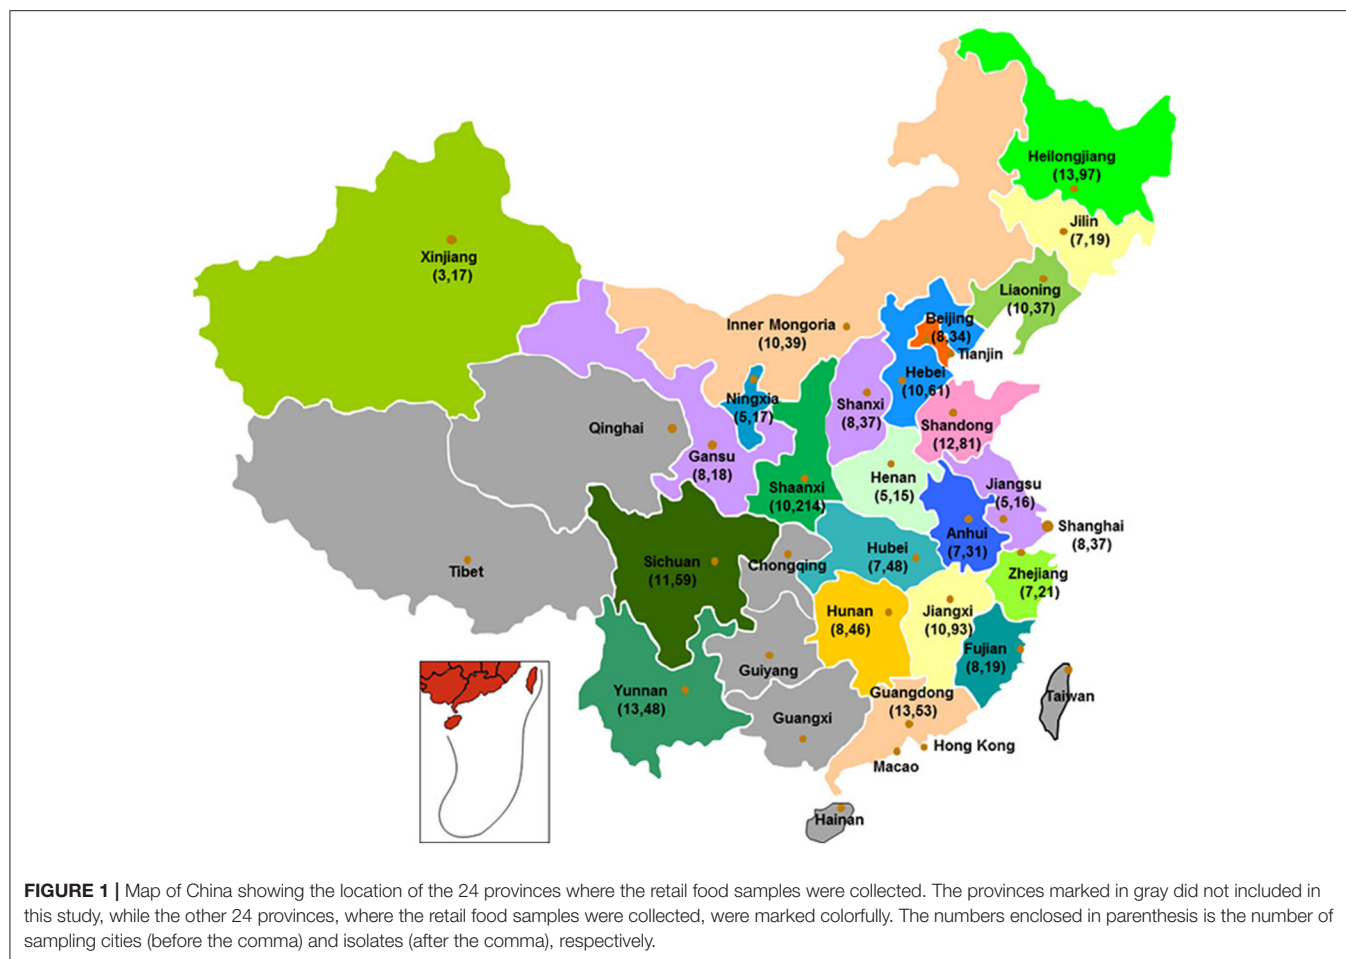 Heilongjiang
(13,97)
Jilin
(7,19)
Xinjiang
(3,17)
Liaoning
(10,37)
Inner Mongoria
(10,39)
Beijing
(8,34)
Tianjin
Hebei
(10,61)
Ningxia
(5,17)
Shanxi
(8,37)
Shandong
(12,81)
Qinghai
Gansu
(8,18)
Shaanxi
(10,214)
Henan
(5,15)
Jiangsu
(5,16)
Shanghai
(8,37)
Anhui
(7,31)
Hubei
(7,48)
Sichuan
(11,59)
Chongqing
Tibet
Zhejiang
(7,21)
Hunan
(8,46)
Jiangxi
(10,93)
Fujian
(8,19)
Guiyang
Yunnan
(13,48)
Guangdong
(13,53)
Taiwan
Guangxi
Hong Kong
Macao
Hainan
FIGURE 1 | Map of China showing the location of the 24 provinces where the retail food samples were collected. The provinces marked in gray did not included in
this study, while the other 24 provinces, where the retail food samples were collected, were marked colorfully. The numbers enclosed in parenthesis is the number of
sampling cities (before the comma) and isolates (after the comma), respectively.